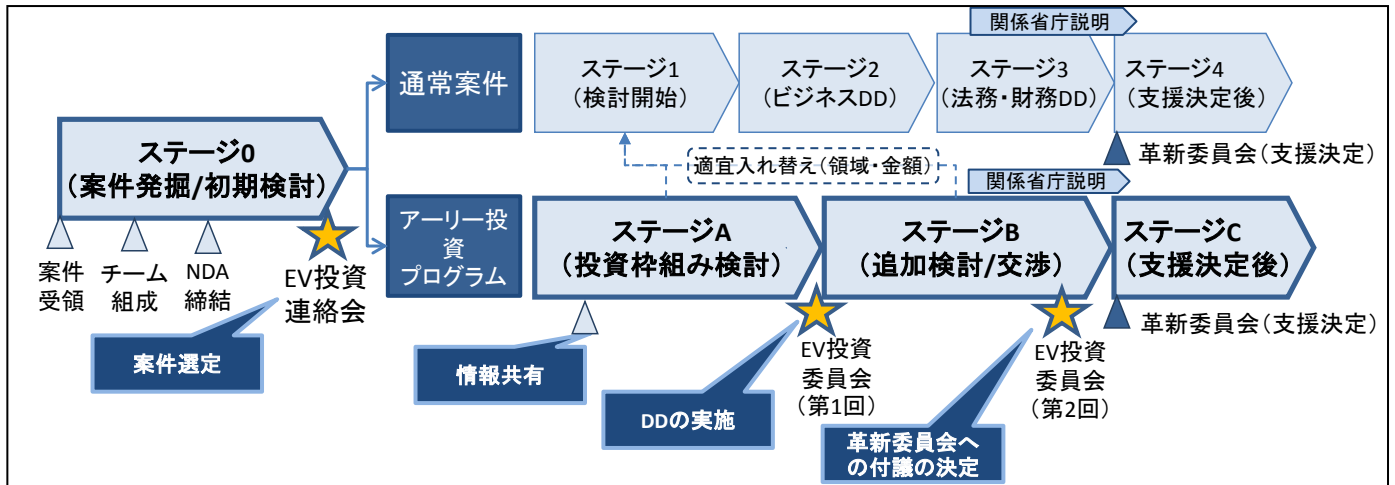 関係省庁説明
通常案件
ステージ1
（検討開始）
ステージ2
（ビジネスDD）
ステージ3
（法務・財務DD）
ステージ4
（支援決定後）
革新委員会（支援決定）
ステージ0
（案件発掘/初期検討）
適宜入れ替え（領域・金額）
関係省庁説明
アーリー投
資
プログラム
ステージA
（投資枠組み検討）
ステージB
（追加検討/交渉）
ステージC
（支援決定後）
革新委員会（支援決定）
案件
受領
チーム
組成
NDA
締結
EV投資
連絡会
案件選定
情報共有
DDの実施
EV投資
委員会
（第1回）
革新委員会へ
の付議の決定
EV投資
委員会
（第2回）